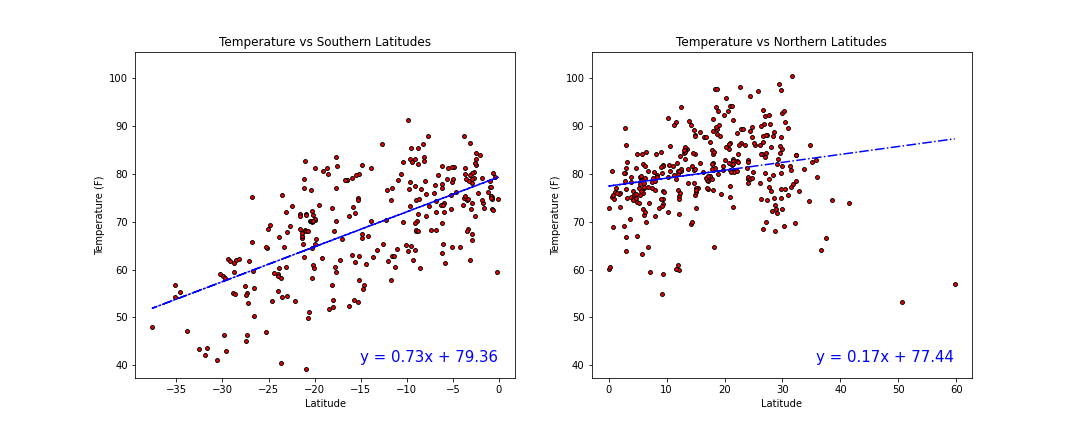 Temperature vs Southern Latitudes
Temperature (F)
100
90
80
70
60
50
40
y = 0.73x + 79.36
−35 −30 −25 −20 −15 −10 −5 0
Latitude
Temperature vs Northern Latitudes
Temperature (F)
100
90
80
70
60
50
40
y = 0.17x + 77.44
0 10 20 30 40 50 60
Latitude